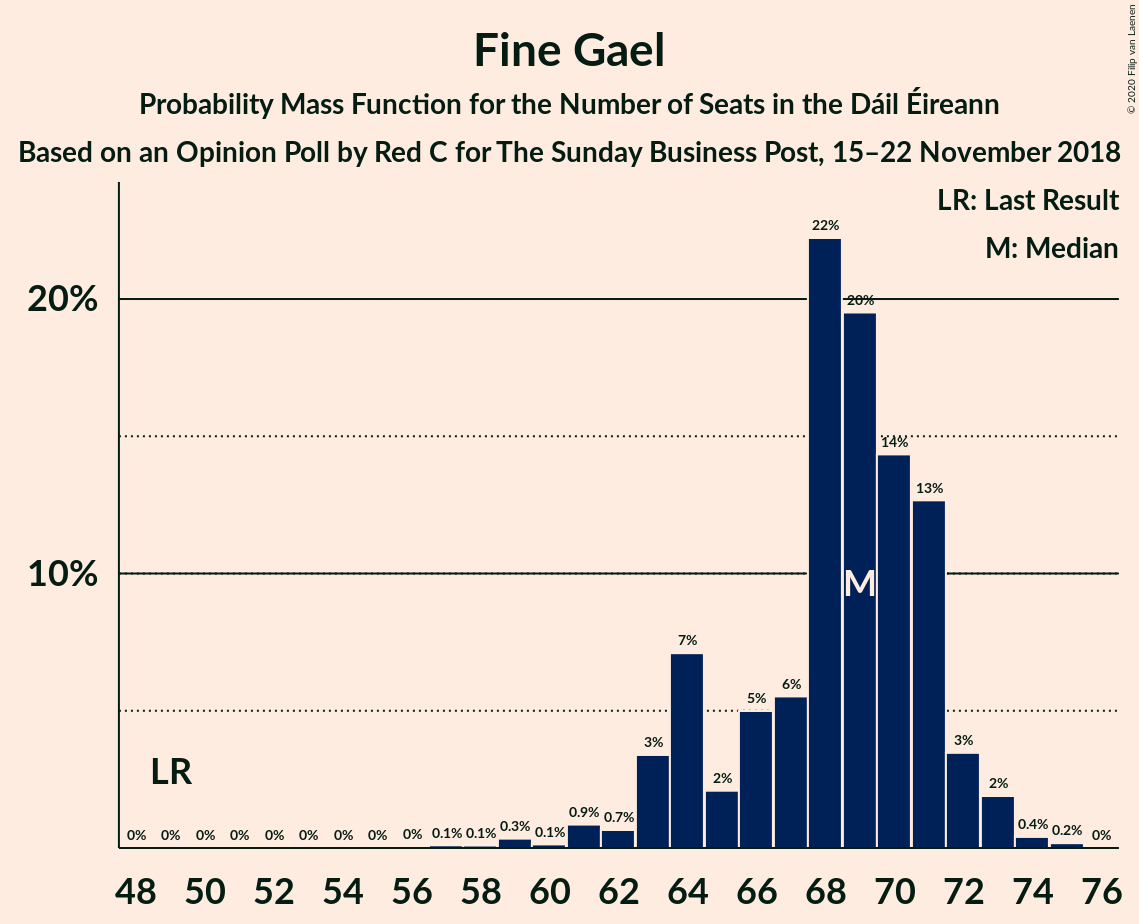 © 2020 Filip van Laenen
Fine Gael
Probability Mass Function for the Number of Seats in the Dáil Éireann
Based on an Opinion Poll by Red C for The Sunday Business Post, 15–22 November 2018
LR: Last Result
M: Median
20%
10%
22%
20%
14%
13%
M
7%
6%
5%
3%
2%
3%
2%
LR
0% 0% 0% 0% 0% 0% 0% 0% 0% 0.1% 0.1% 0.3% 0.1% 0.9% 0.7% 0.4% 0.2% 0%
48 50 52 54 56 58 60 62 64 66 68 70 72 74 76